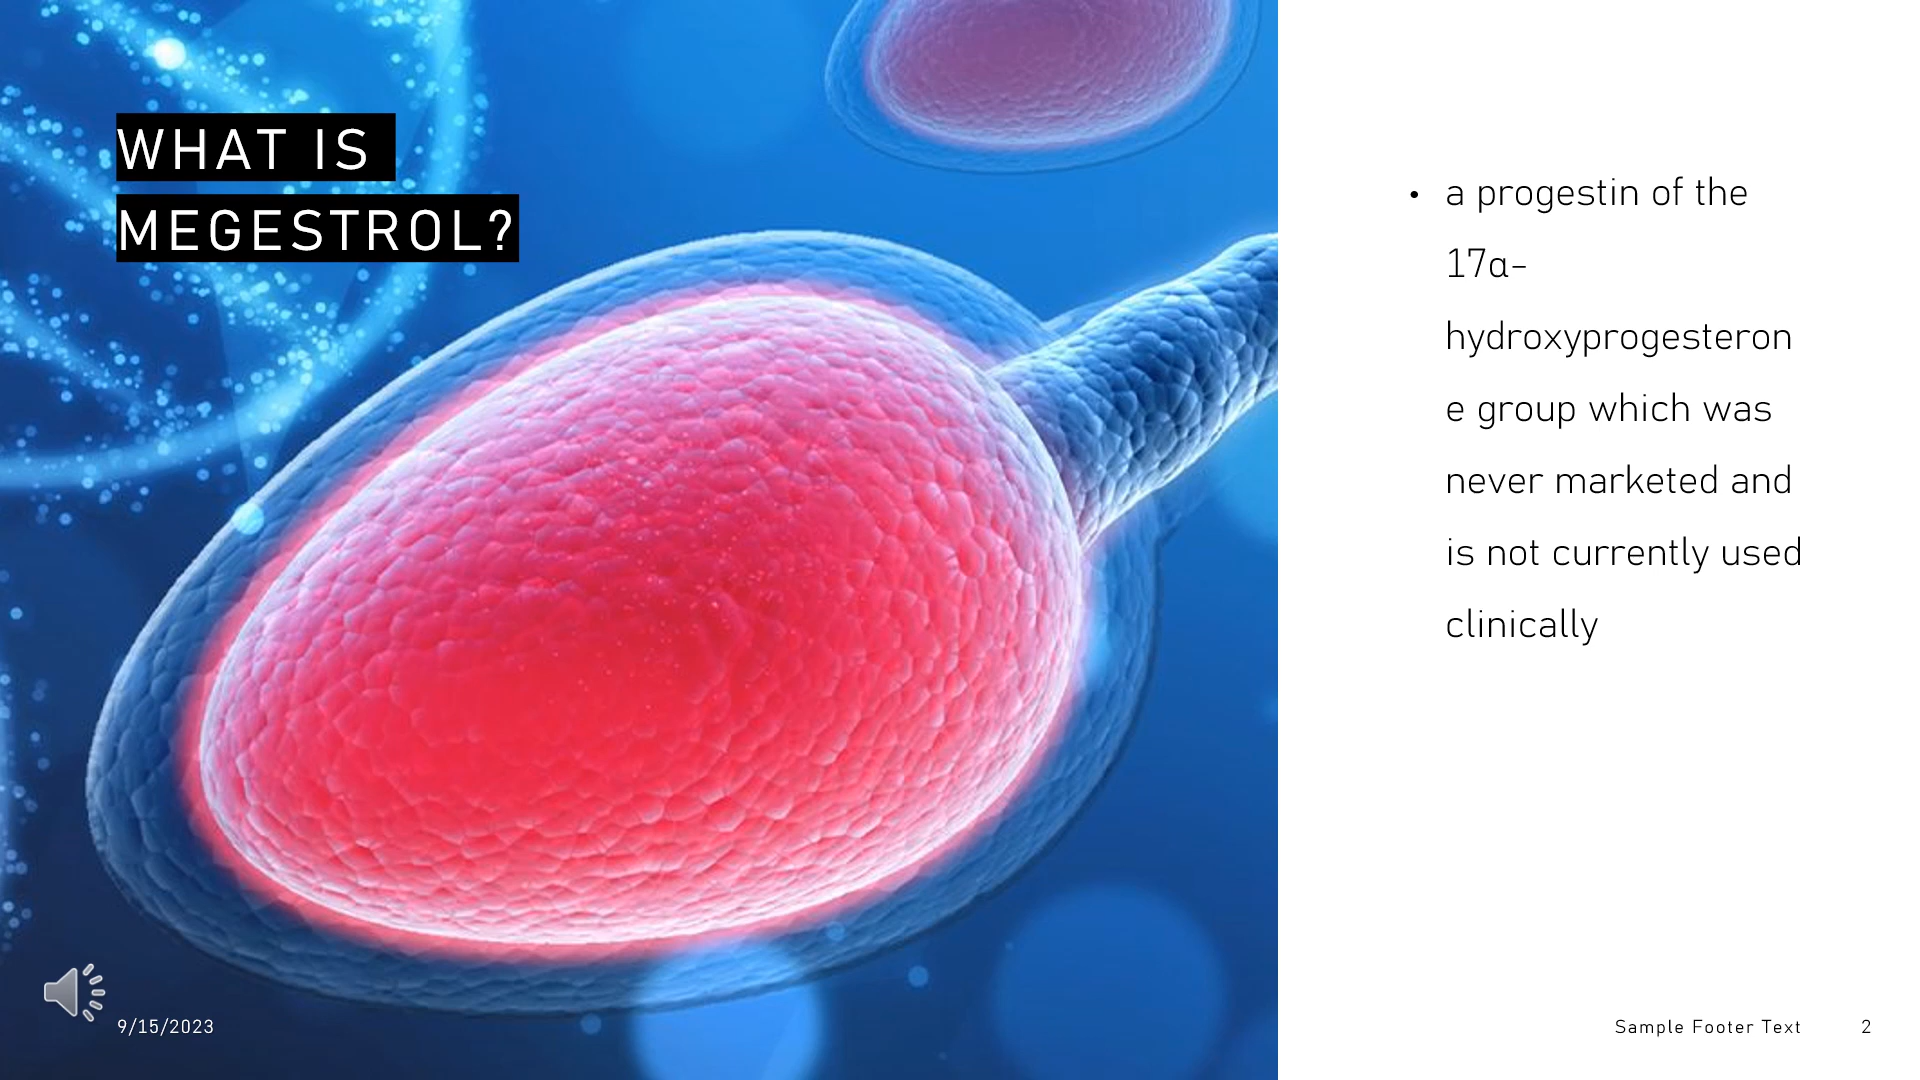 WHAT IS
MEGESTROL?
• a progestin of the
17α-
hydroxyprogesteron
e group which was
never marketed and
is not currently used
clinically
9/15/2023
Sample Footer Text
2